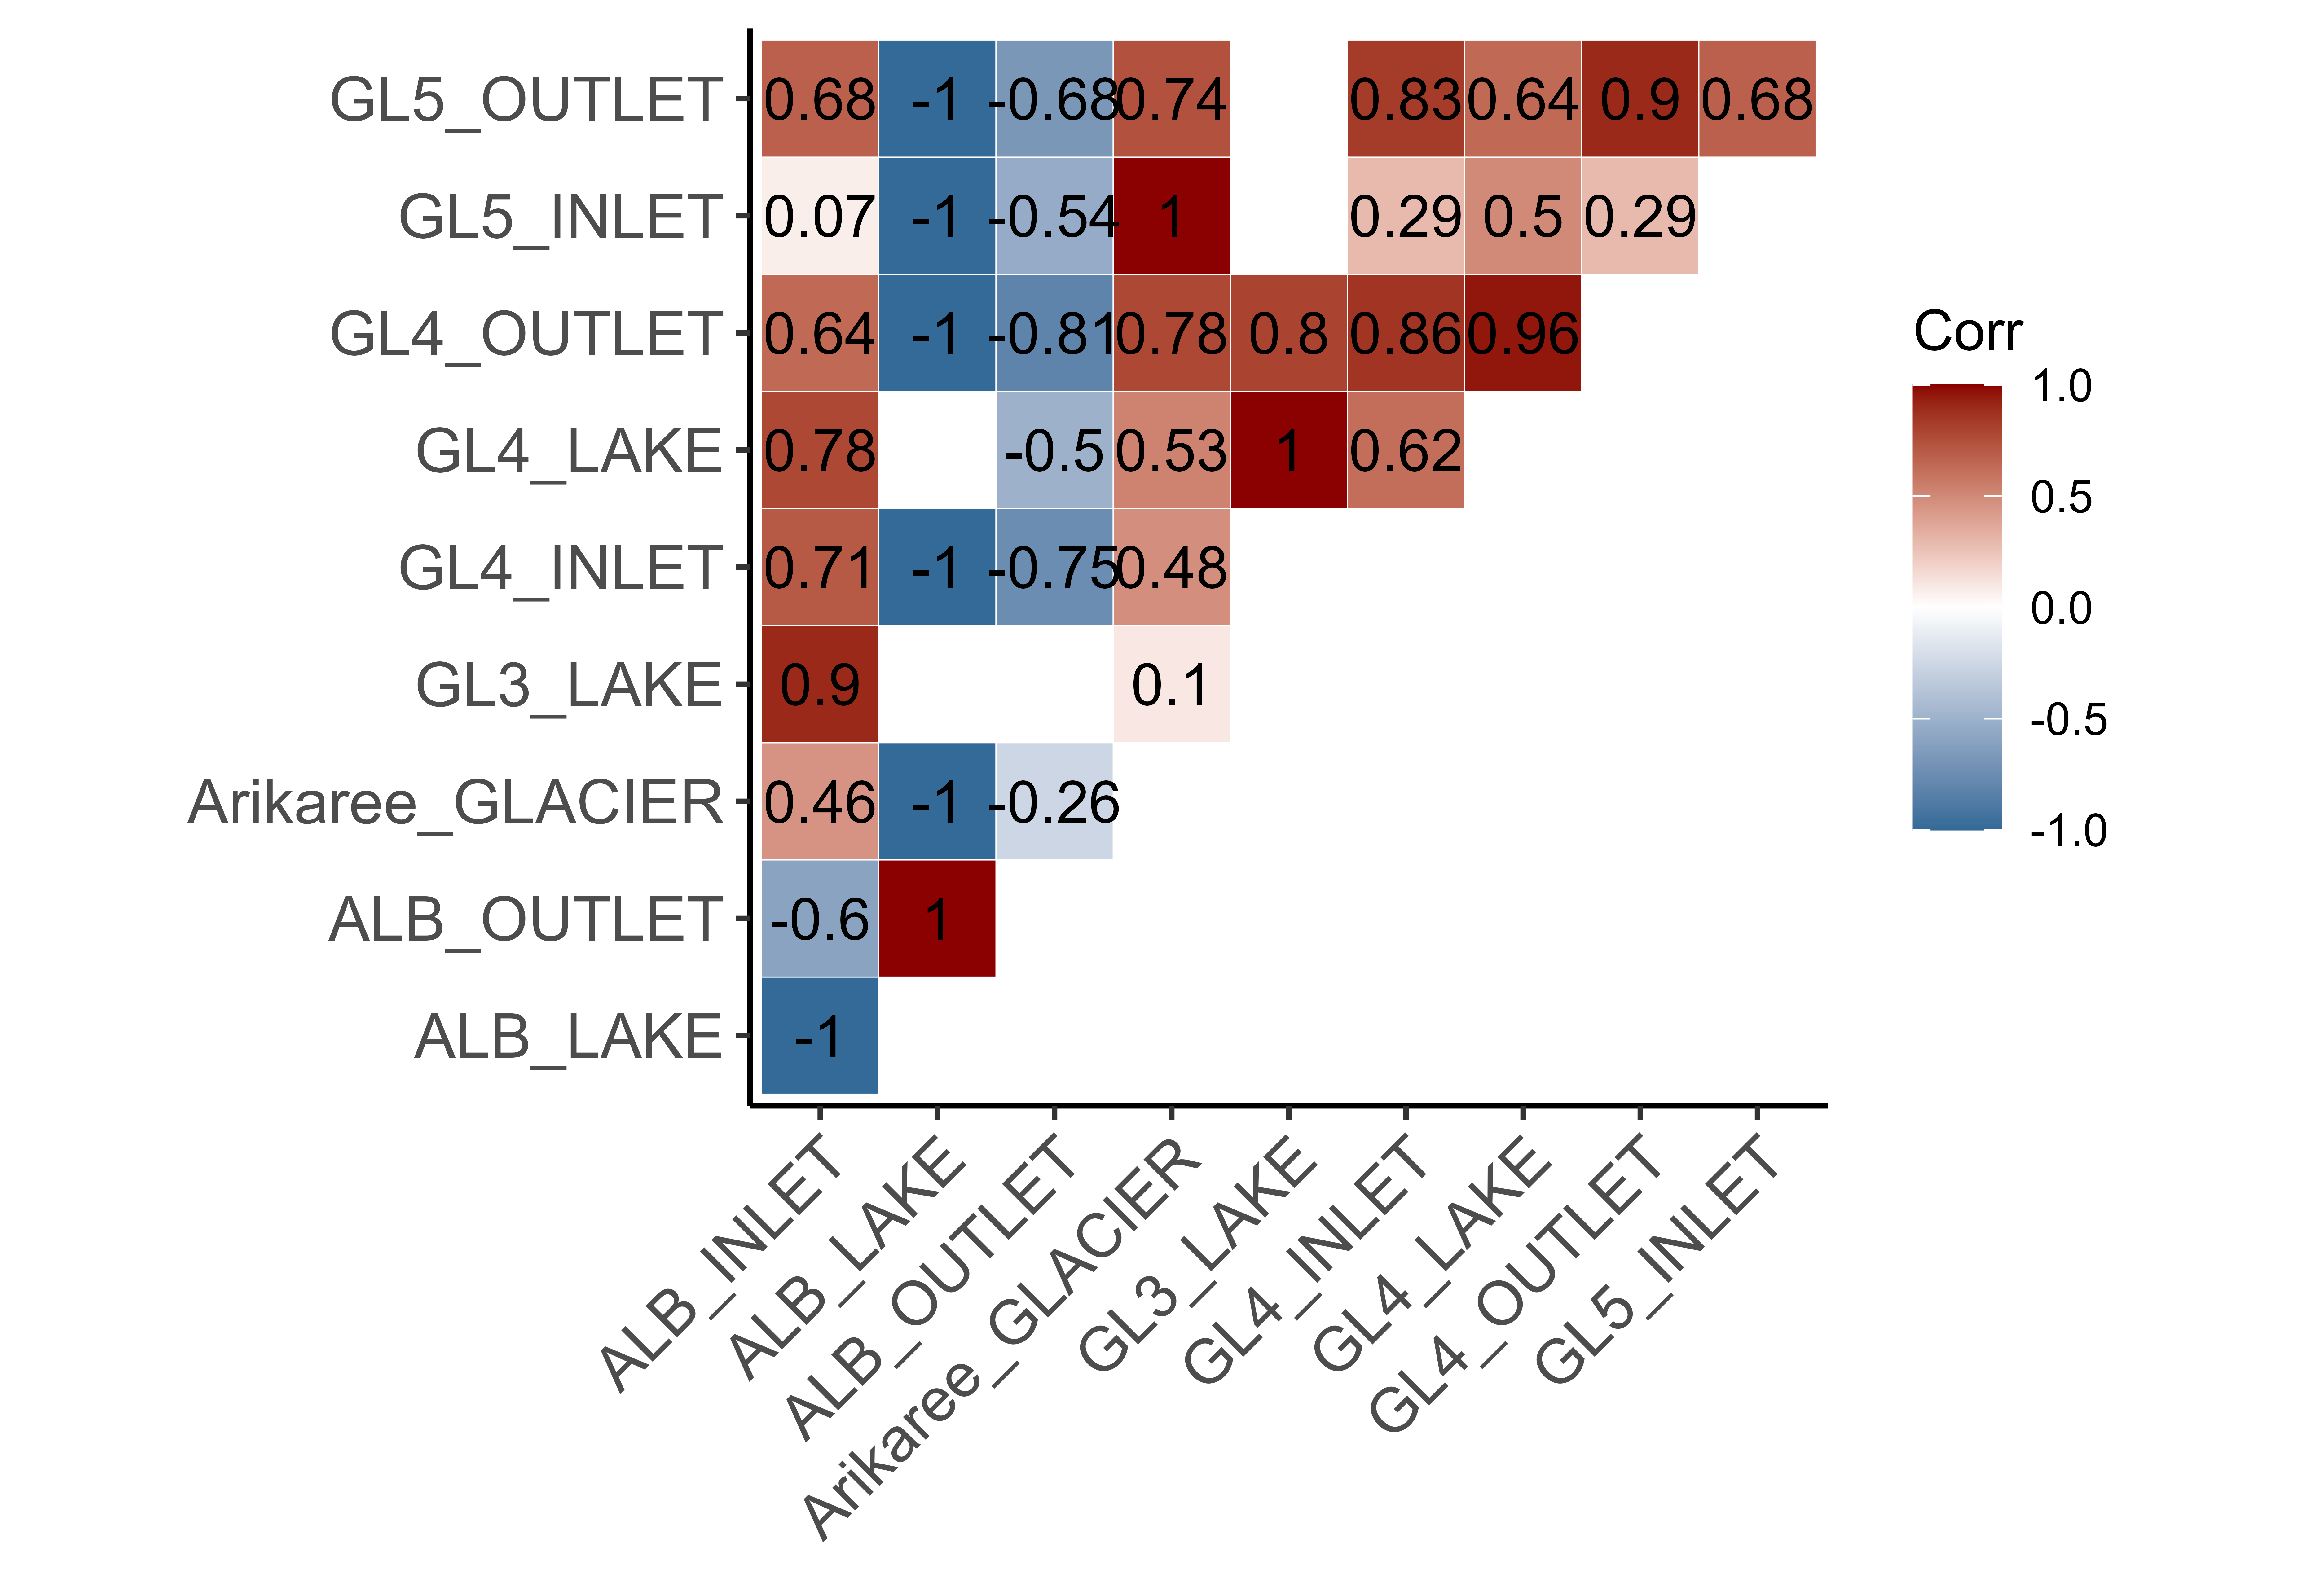 GL5_OUTLET 0.68 -1 -0.68 0.74 0.83 0.64 0.9 0.68
GL5_INLET 0.07 -1 -0.54 1 0.29 0.5 0.29
GL4_OUTLET 0.64 -1 -0.81 0.78 0.8 0.86 0.96
GL4_LAKE 0.78 -0.5 0.53 1 0.62
GL4_INLET 0.71 -1 -0.75 0.48
GL3_LAKE 0.9 0.1
Arikaree_GLACIER 0.46 -1 -0.26
ALB_OUTLET -0.6 1
ALB_LAKE -1
ALB_INLET
ALB_LAKE
ALB_OUTLET
Arikaree_GLACIER
GL3_LAKE
GL4_INLET
GL4_LAKE
GL4_OUTLET
GL5_INLET
Corr
1.0
0.5
0.0
-0.5
-1.0